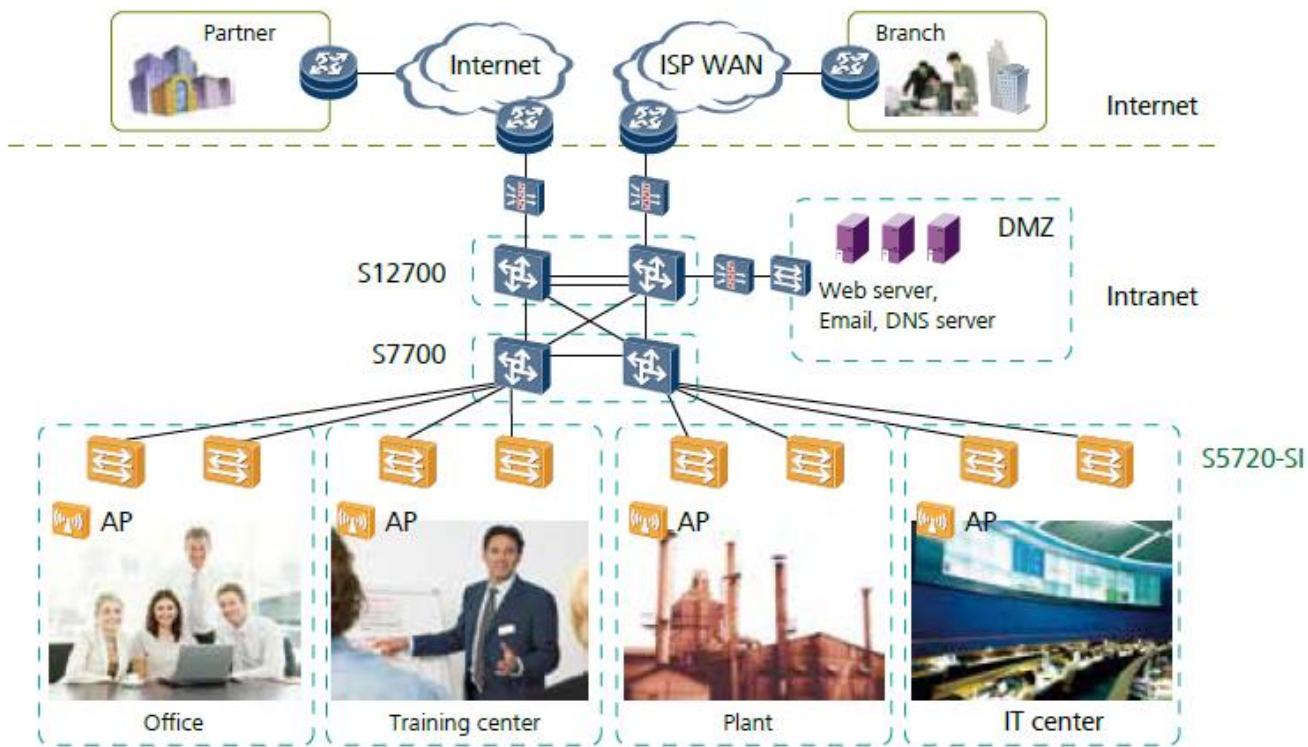 Partner
Internet
ISP WAN
Branch
Internet
S12700
DMZ
Web server,
Email, DNS server
Intranet
S7700
S5720-SI
AP
AP
AP
AP
Office
Training center
Plant
IT center